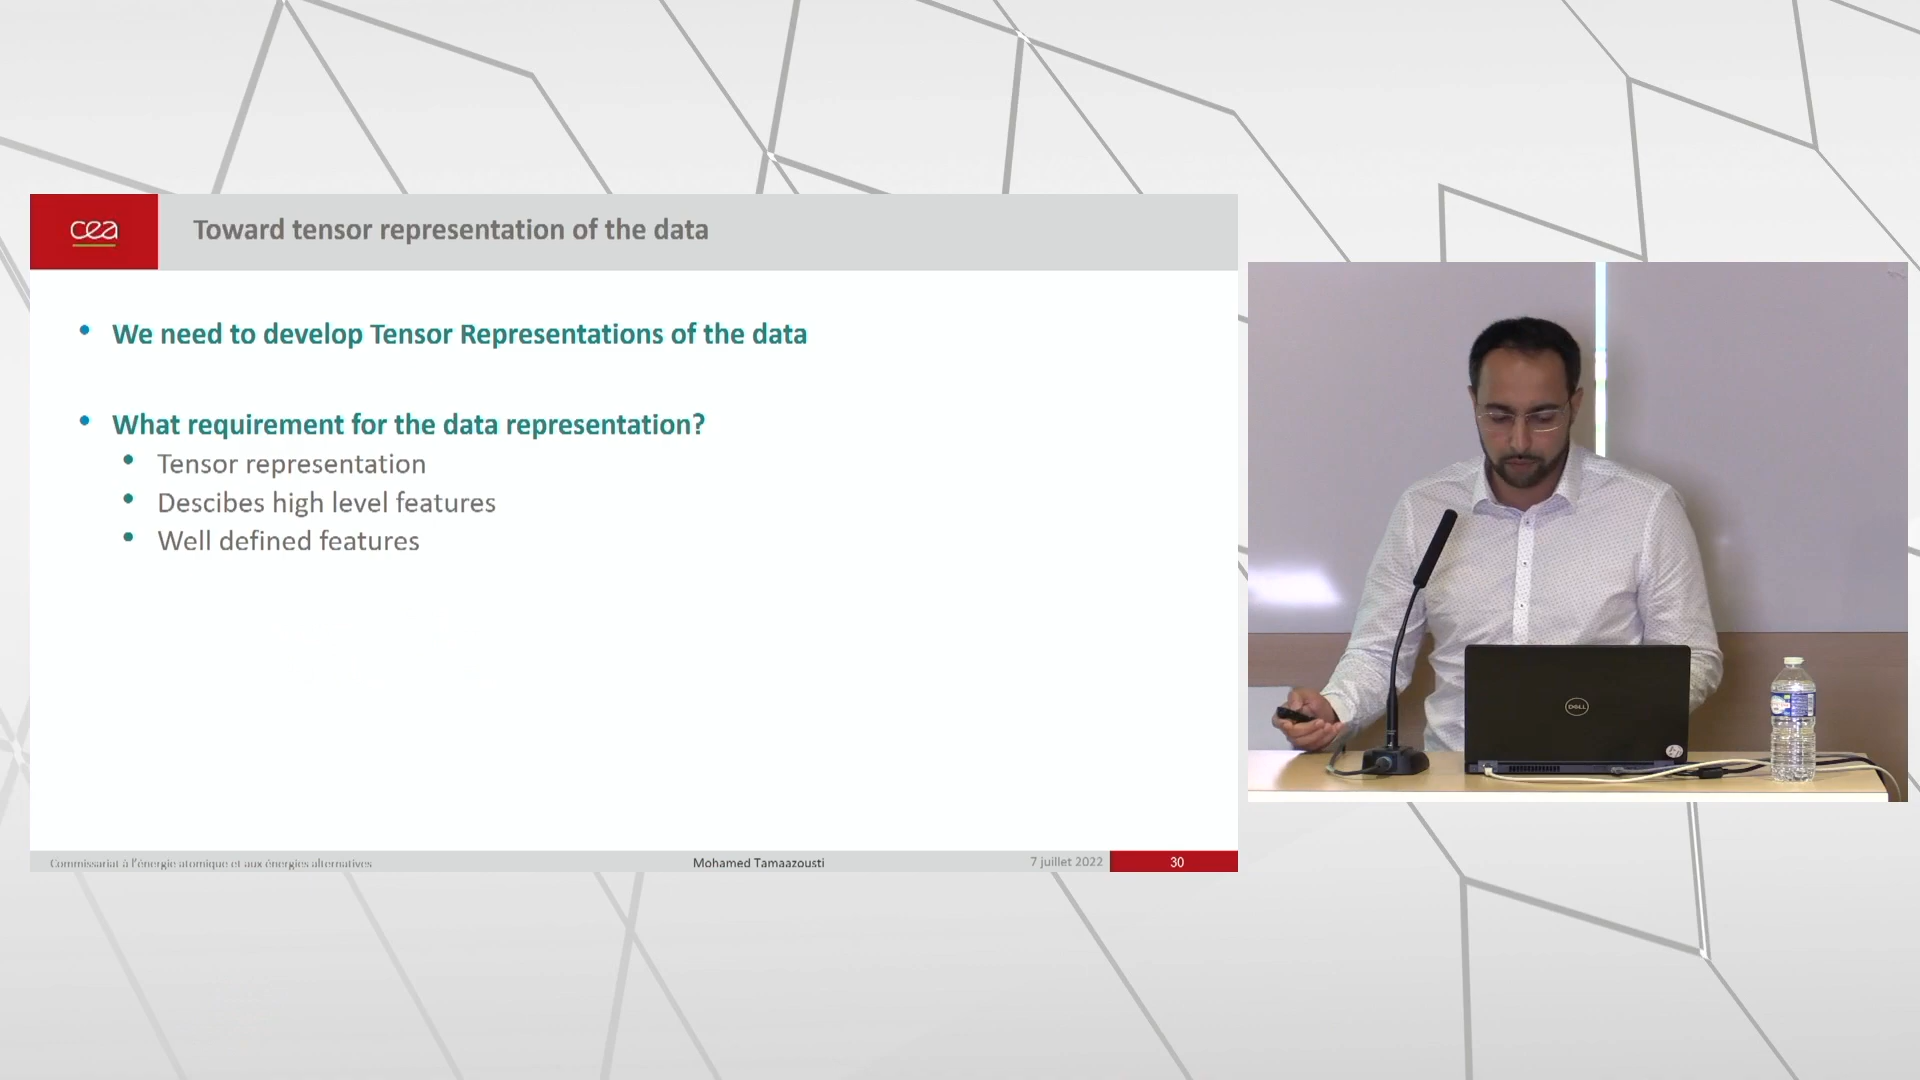 cea
Toward tensor representation of the data
We need to develop Tensor Representations of the data
What requirement for the data representation?
Tensor representation
Descibes high level features
Well defined features
Commissariat à l'énergie atomique et aux énergies alternatives
Mohamed Tamaazousti
7 juillet 2022
30
DELL